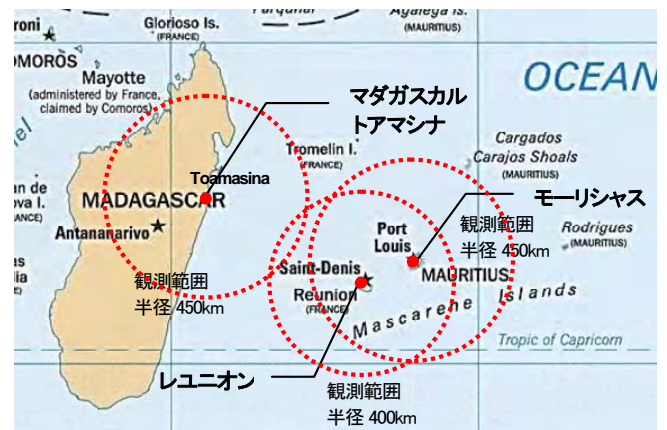 roni
Glorioso Is.
(FRANCE)
Agalega Is.
(MAURITIUS)
OMOROS
Mayotte
(administered by France,
claimed by Comoros)
OCEAN
マダガスカル
トアマシナ
Tromelin I.
(FRANCE)
Cargados
Carajos Shoals
(MAURITIUS)
Toamasina
MADAGASCAR
Antananarivo
モーリシャス
観測範囲
半径 450km
Port
Louis
Rodrigues
(MAURITIUS)
Saint-Denis
MAURITIUS
観測範囲
半径 450km
Reunion
(FRANCE)
Mascarene Islands
Tropic of Capricorn
レユニオン
観測範囲
半径 400km